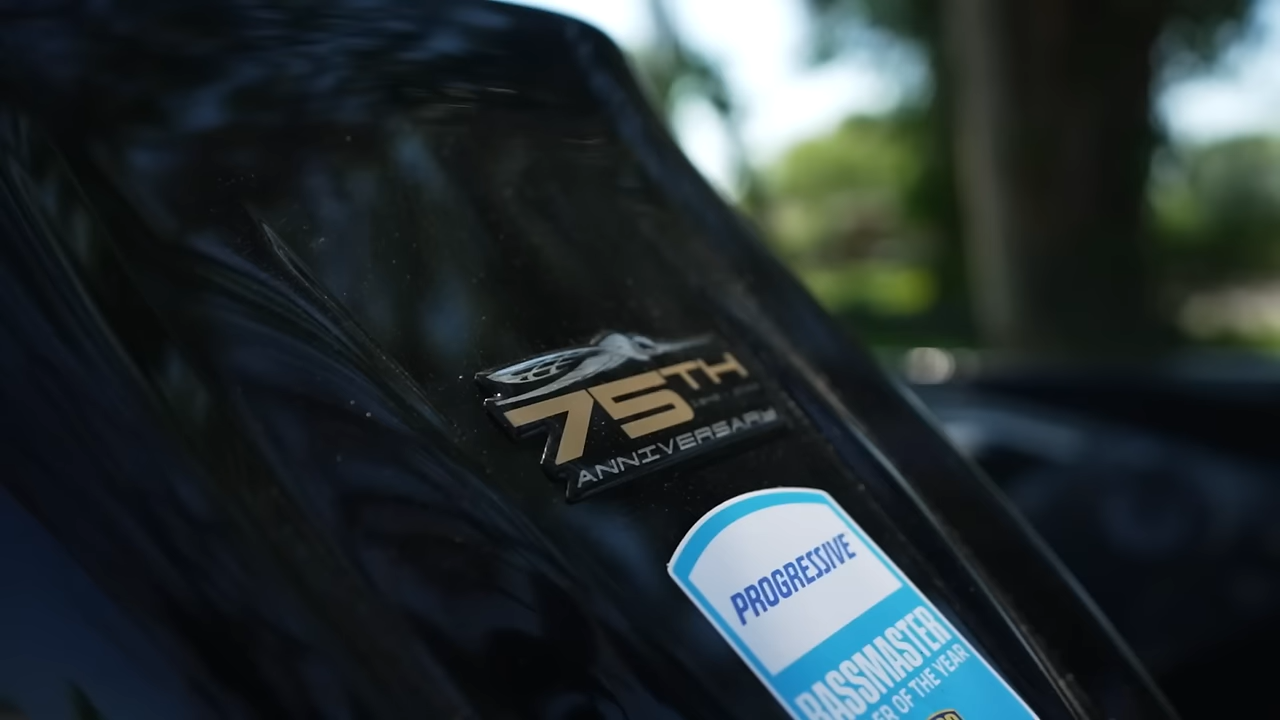 75TH
ANNIVERSARY
PROGRESSIVE
BASSMASTER
OF THE YEAR